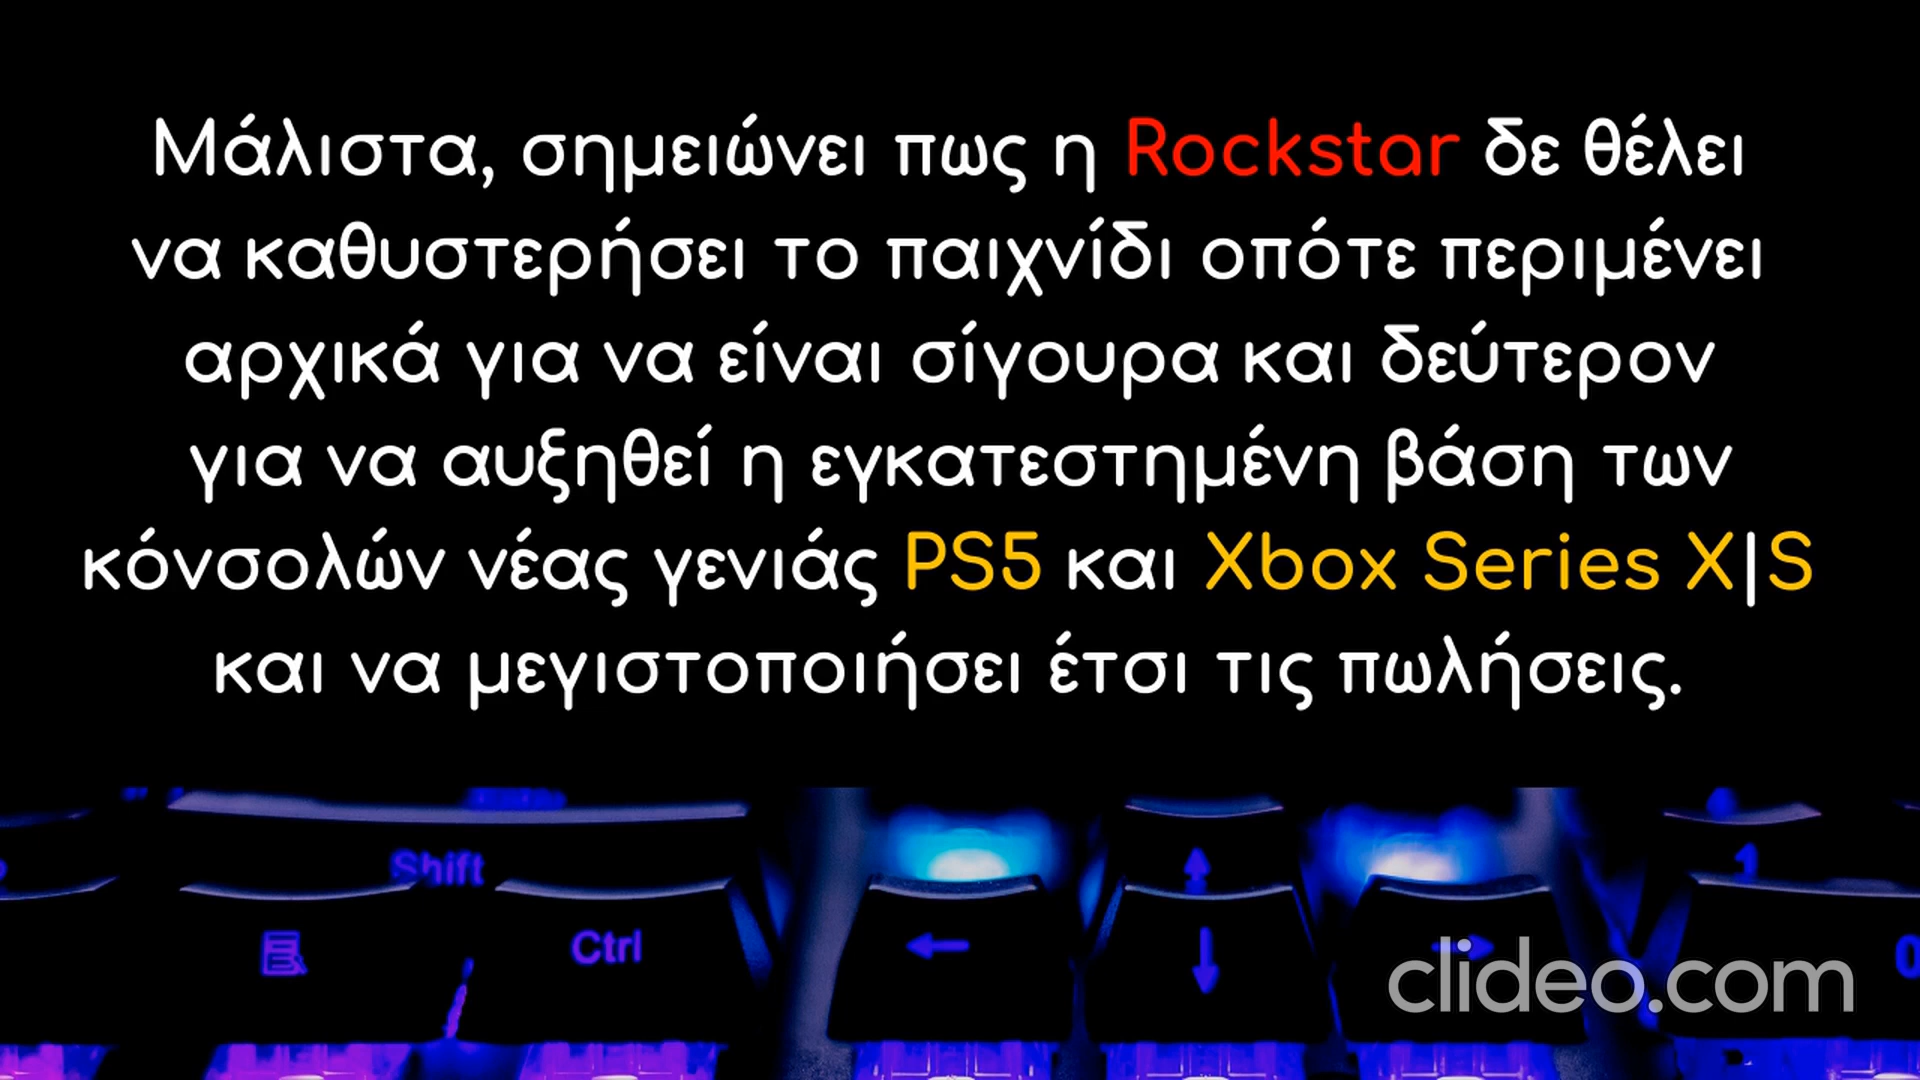 Μάλιστα, σημειώνει πως η Rockstar δε θέλει
να καθυστερήσει το παιχνίδι οπότε περιμένει
αρχικά για να είναι σίγουρα και δεύτερον
για να αυξηθεί η εγκατεστημένη βάση των
κόνσολών νέας γενιάς PS5 και Xbox Series X|S
και να μεγιστοποιήσει έτσι τις πωλήσεις.
Shift
1
Ctrl
0
clideo.com